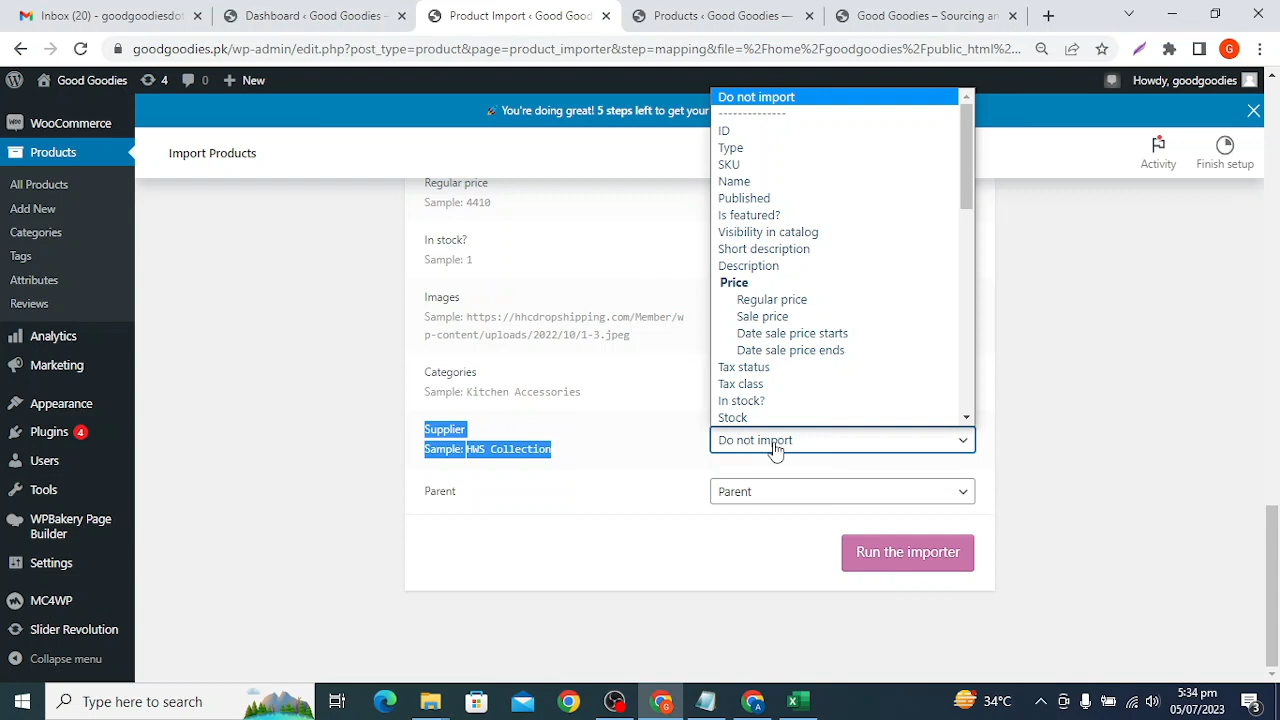 Gmail
Inbox (20) - goodgoodiesdot
Dashboard ‹ Good Goodies –
Product Import ‹ Good Good
Products ‹ Good Goodies —
Good Goodies – Sourcing an
goodgoodies.pk/wp-admin/edit.php?post_type=product&page=product_importer&step=mapping&file=%2Fhome%2Fgoodgoodies%2Fpublic_html%2...
G
Good Goodies
4
0
New
Howdy, goodgoodies
You're doing great! 5 steps left to get your
WooCommerce
Products
All Products
Add New
Categories
Tags
Attributes
Reviews
Analytics
Marketing
Appearance
Plugins 4
Users
Tools
WPBakery Page
Builder
Settings
MC4WP
Slider Revolution
Collapse menu
Import Products
Activity
Finish setup
Regular price
Sample: 4410
In stock?
Sample: 1
Images
Sample: https://hhcdropshipping.com/Member/w
p-content/uploads/2022/10/1-3.jpeg
Categories
Sample: Kitchen Accessories
Supplier
Sample: HWS Collection
Parent
Do not import
--------------
ID
Type
SKU
Name
Published
Is featured?
Visibility in catalog
Short description
Description
Price
Regular price
Sale price
Date sale price starts
Date sale price ends
Tax status
Tax class
In stock?
Stock
Do not import
Parent
Run the importer
Type here to search
34°C
5:34 pm
05/07/2023
3